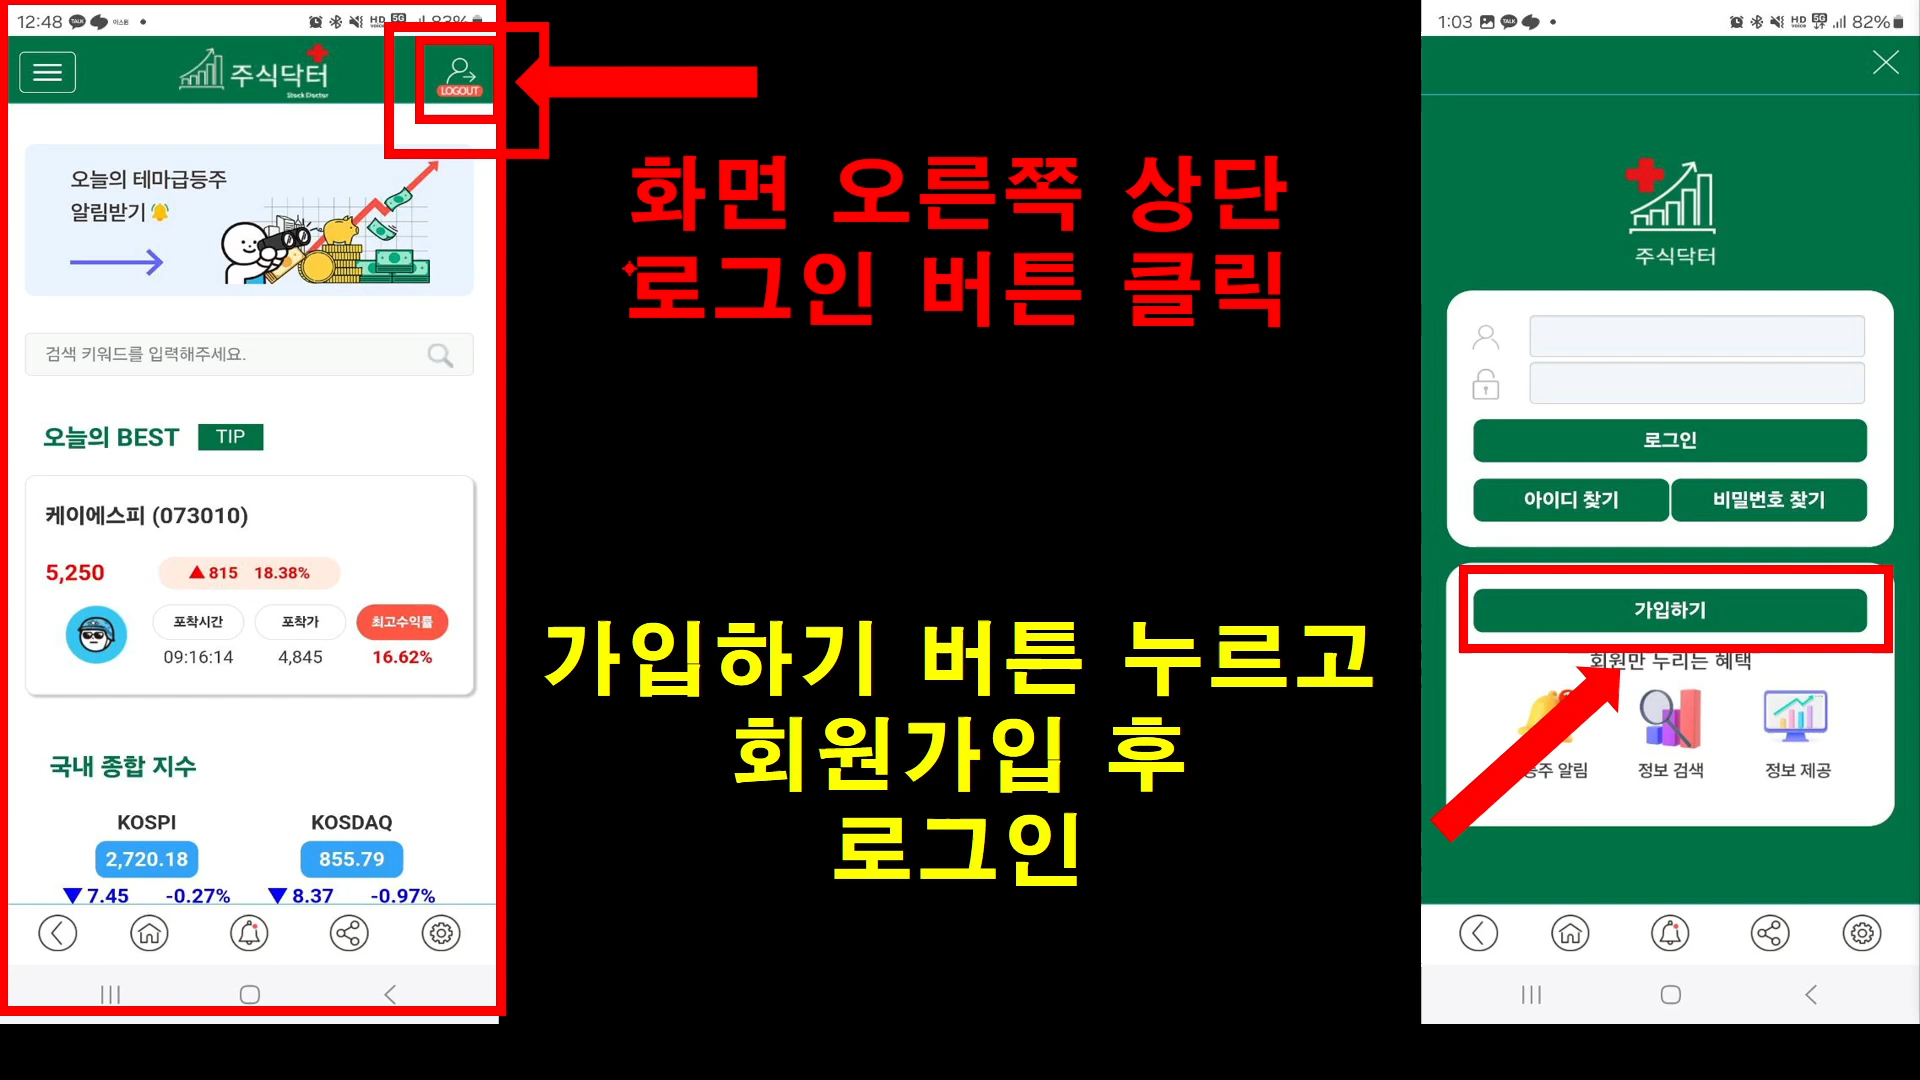 12:48
83%
주식닥터
Stock Doctor
LOGOUT
오늘의 테마급등주
알림받기
검색 키워드를 입력해주세요.
오늘의 BEST TIP
케이에스피 (073010)
5,250 ▲ 815 18.38%
포착시간 포착가 최고수익률
09:16:14 4,845 16.62%
국내 종합 지수
KOSPI KOSDAQ
2,720.18 855.79
▼ 7.45 -0.27% ▼ 8.37 -0.97%
화면 오른쪽 상단
로그인 버튼 클릭
가입하기 버튼 누르고
회원가입 후
로그인
1:03
82%
주식닥터
로그인
아이디 찾기 비밀번호 찾기
가입하기
회원만 누리는 혜택
등주 알림 정보 검색 정보 제공